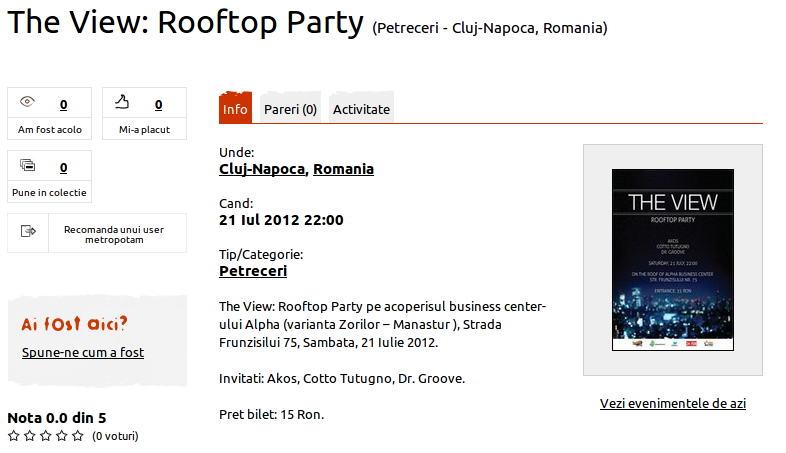 The View: Rooftop Party (Petreceri - Cluj-Napoca, Romania)
0
Am fost acolo
0
Mi-a placut
0
Pune in colectie
Recomanda unui user
metropotam
Ai fost aici?
Spune-ne cum a fost
Nota 0.0 din 5
(0 voturi)
Info
Pareri (0)
Activitate
Unde:
Cluj-Napoca, Romania
Cand:
21 Iul 2012 22:00
Tip/Categorie:
Petreceri
The View: Rooftop Party pe acoperisul business center-
ului Alpha (varianta Zorilor – Manastur ), Strada
Frunzisilui 75, Sambata, 21 Iulie 2012.
Invitati: Akos, Cotto Tutugno, Dr. Groove.
Pret bilet: 15 Ron.
THE VIEW
ROOFTOP PARTY
AKOS
COTTO TUTUGNO
DR. GROOVE
SATURDAY, 21 JULY, 22:00
ON THE ROOF OF ALPHA BUSINESS CENTER
STR. FRUNZISULUI NR. 75
ENTRANCE: 15 RON
Vezi evenimentele de azi